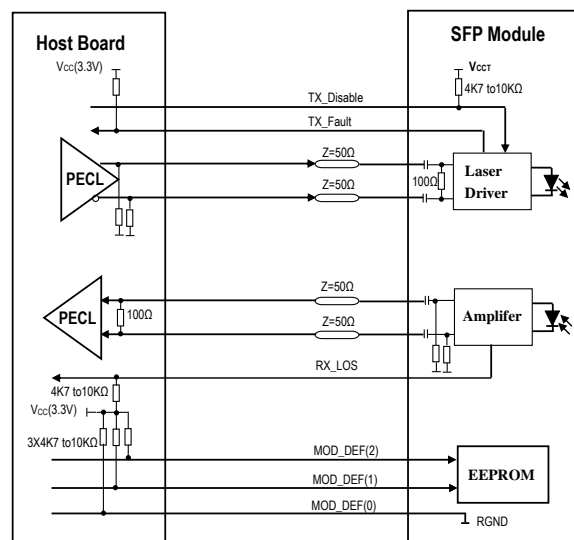 Host Board
SFP Module
Vcc(3.3V)
VCCT
4K7 to10KΩ
TX_Disable
TX_Fault
PECL
Z=50Ω
Z=50Ω
100Ω
Laser
Driver
PECL
100Ω
Z=50Ω
Z=50Ω
Amplifer
RX_LOS
4K7 to10KΩ
Vcc(3.3V)
3X4K7 to10KΩ
MOD_DEF(2)
MOD_DEF(1)
MOD_DEF(0)
EEPROM
RGND